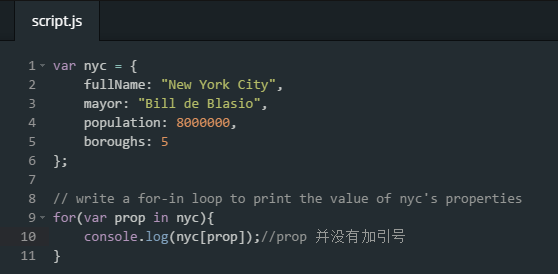 script.js
1 var nyc = {
2 fullName: "New York City",
3 mayor: "Bill de Blasio",
4 population: 8000000,
5 boroughs: 5
6 };
7
8 // write a for-in loop to print the value of nyc's properties
9 for(var prop in nyc){
10 console.log(nyc[prop]);//prop 并没有加引号
11 }